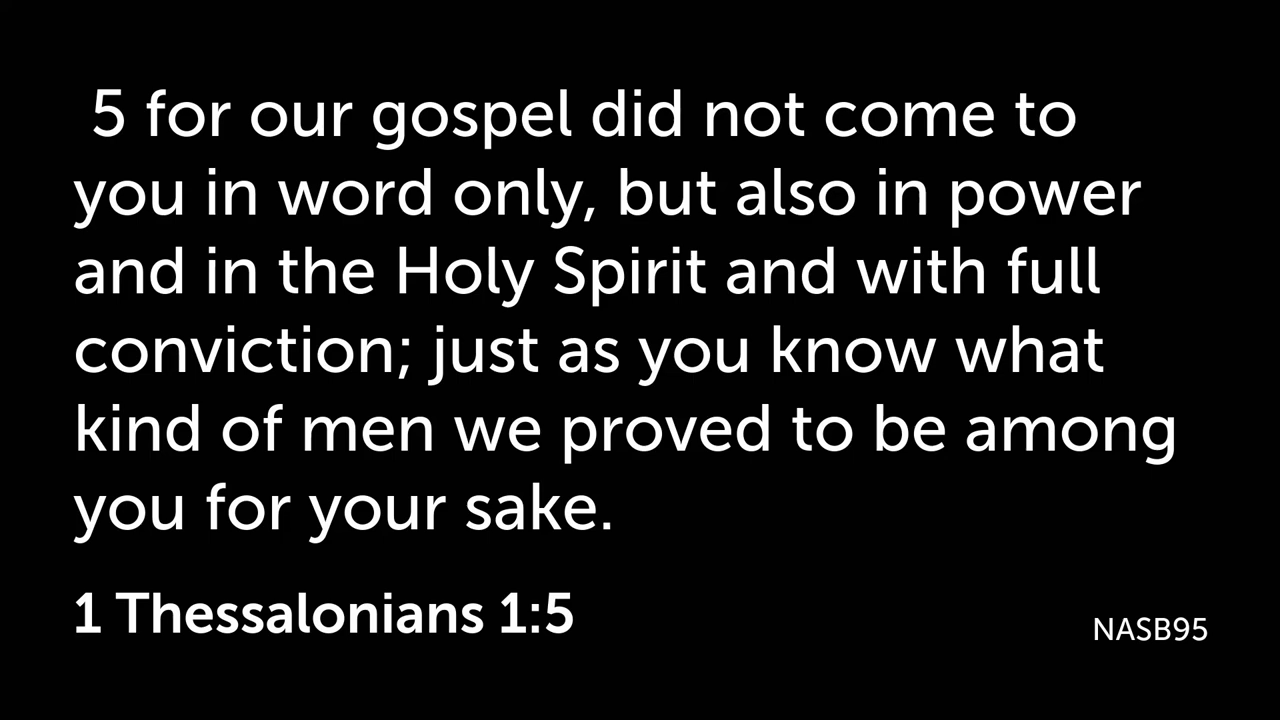 5 for our gospel did not come to
you in word only, but also in power
and in the Holy Spirit and with full
conviction; just as you know what
kind of men we proved to be among
you for your sake.
1 Thessalonians 1:5
NASB95